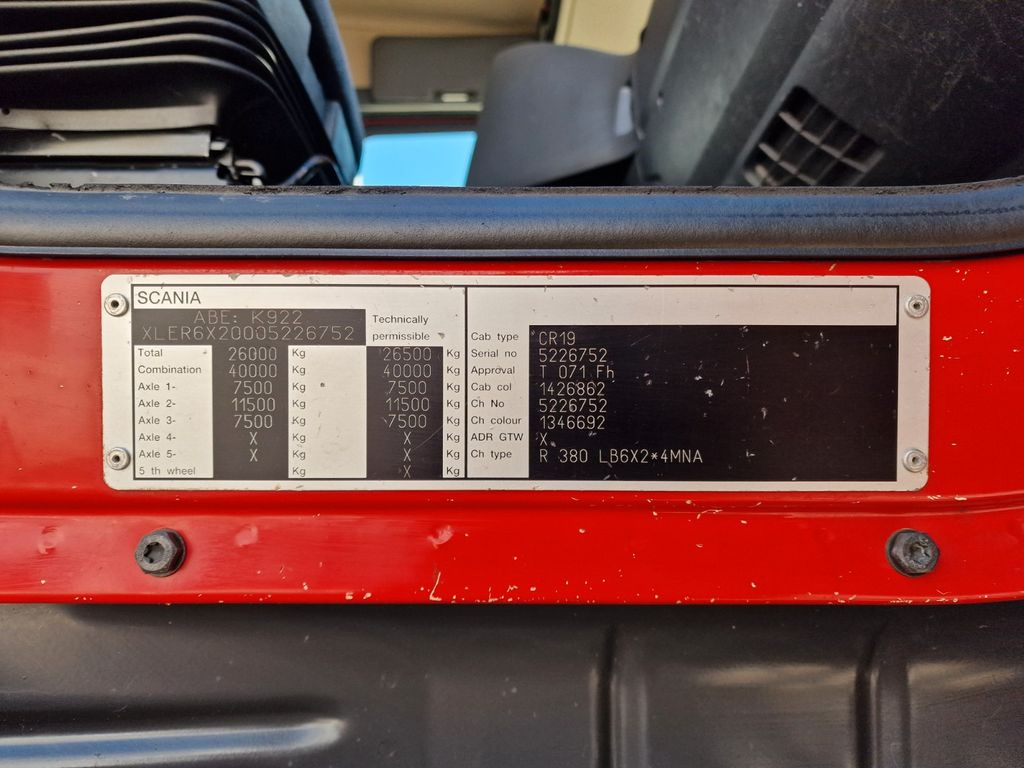 SCANIA
ABE: K922
XLER6X20005226752
Technically
permissible
Total 26000 Kg 26500 Kg
Combination 40000 Kg 40000 Kg
Axle 1- 7500 Kg 7500 Kg
Axle 2- 11500 Kg 11500 Kg
Axle 3- 7500 Kg 7500 Kg
Axle 4- X Kg X Kg
Axle 5- X Kg X Kg
5 th wheel Kg X Kg
Cab type CR19
Serial no 5226752
Approval T 071 Fh
Cab col 1426862
Ch No 5226752
Ch colour 1346692
ADR GTW X
Ch type R 380 LB6X2*4MNA